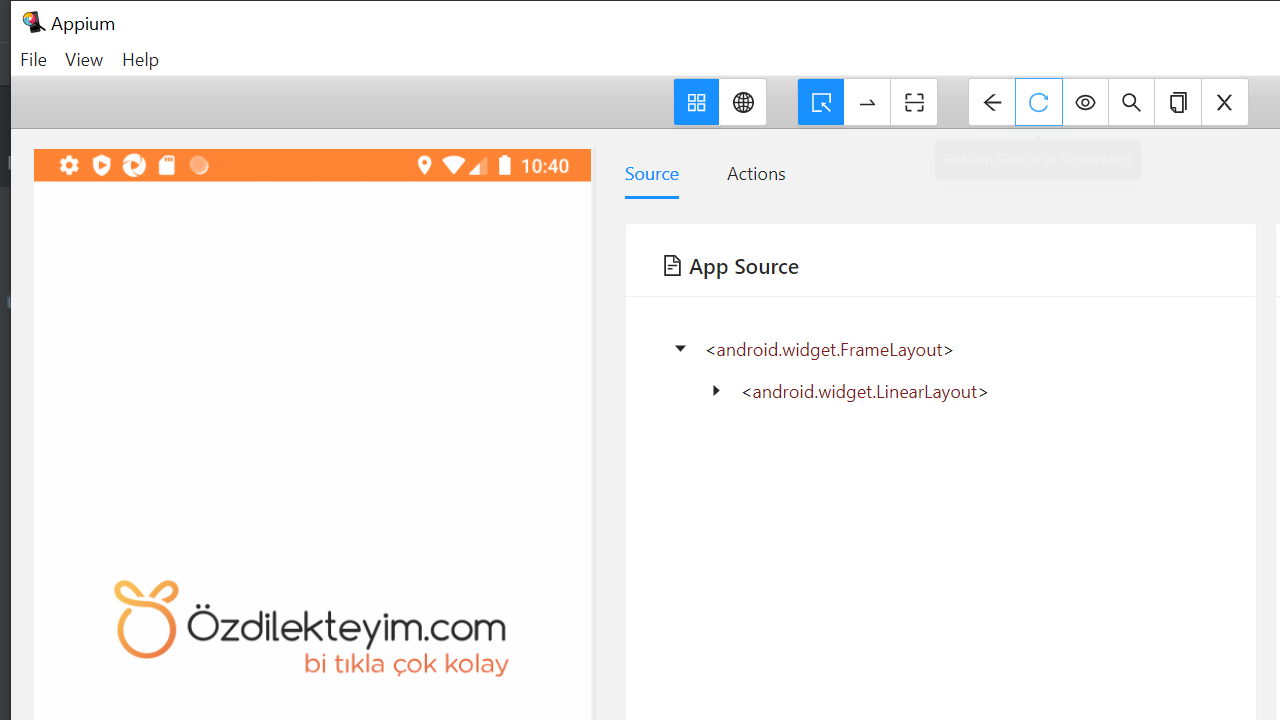 Appium
File View Help
Refresh Source & Screenshot
10:40
Source Actions
App Source
<android.widget.FrameLayout>
<android.widget.LinearLayout>
Özdilekteyim.com
bi tıkla çok kolay